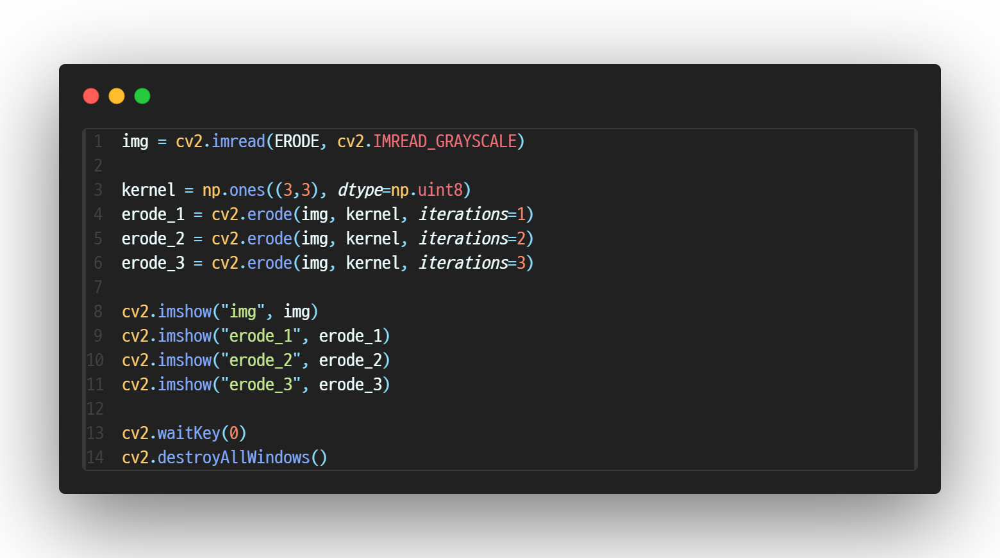 1 img = cv2.imread(ERODE, cv2.IMREAD_GRAYSCALE)
2
3 kernel = np.ones((3,3), dtype=np.uint8)
4 erode_1 = cv2.erode(img, kernel, iterations=1)
5 erode_2 = cv2.erode(img, kernel, iterations=2)
6 erode_3 = cv2.erode(img, kernel, iterations=3)
7
8 cv2.imshow("img", img)
9 cv2.imshow("erode_1", erode_1)
10 cv2.imshow("erode_2", erode_2)
11 cv2.imshow("erode_3", erode_3)
12
13 cv2.waitKey(0)
14 cv2.destroyAllWindows()